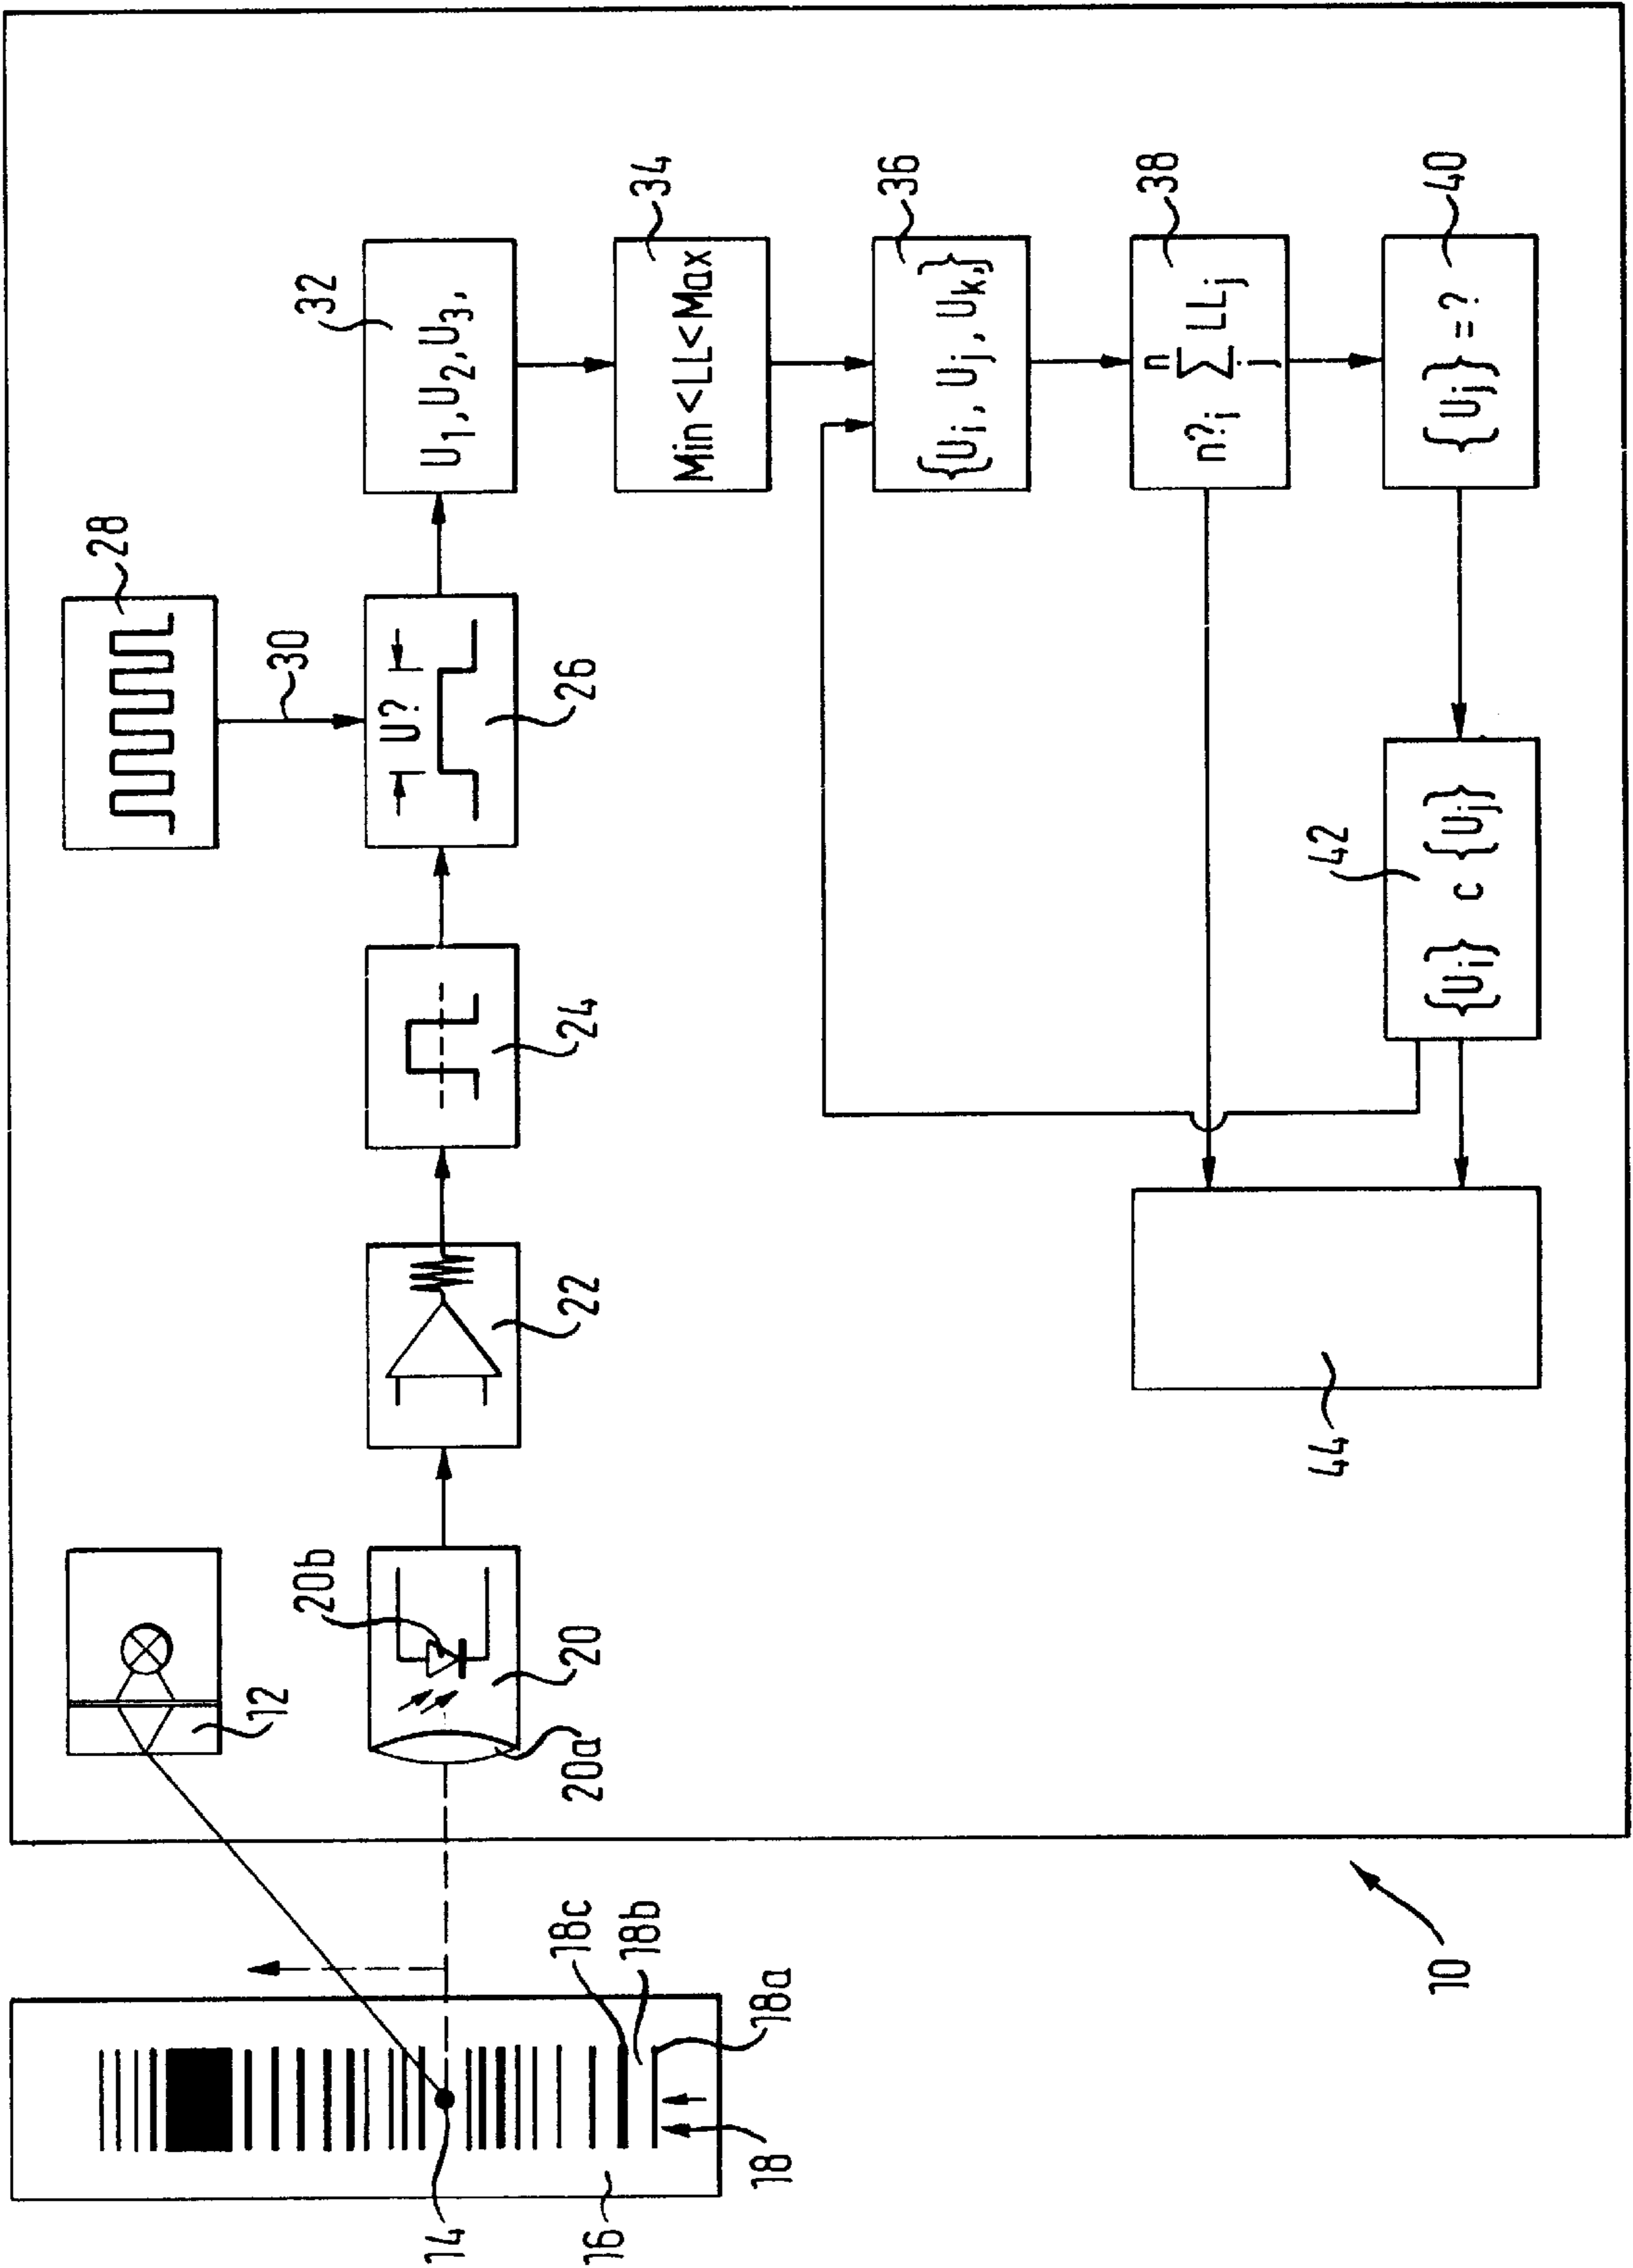 28
30
32
U₁,U₂,U₃,
34
Min<LL<Max
36
{Uᵢ, Uⱼ, Uₖ,}ⱼ
38
n?ᵢ n∑j LLⱼ
40
{Uⱼ} = ?
U?
26
24
22
20b
20
20a
12
42
{Uᵢ} c {Uⱼ}
44
10
18c
18b
18a
18
14
16